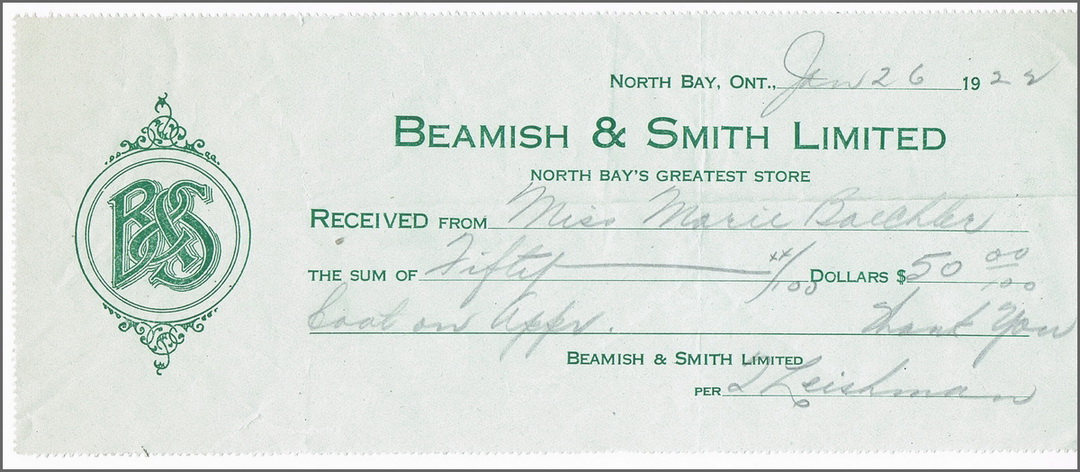 North Bay, Ont., Jan 26 1922
Beamish & Smith Limited
North Bay's Greatest Store
B&S
Received from Miss Marie Baechler
the sum of Fifty xx/100 Dollars $50 00/100
Coat on Appr. Thank You
Beamish & Smith Limited
per Leishman